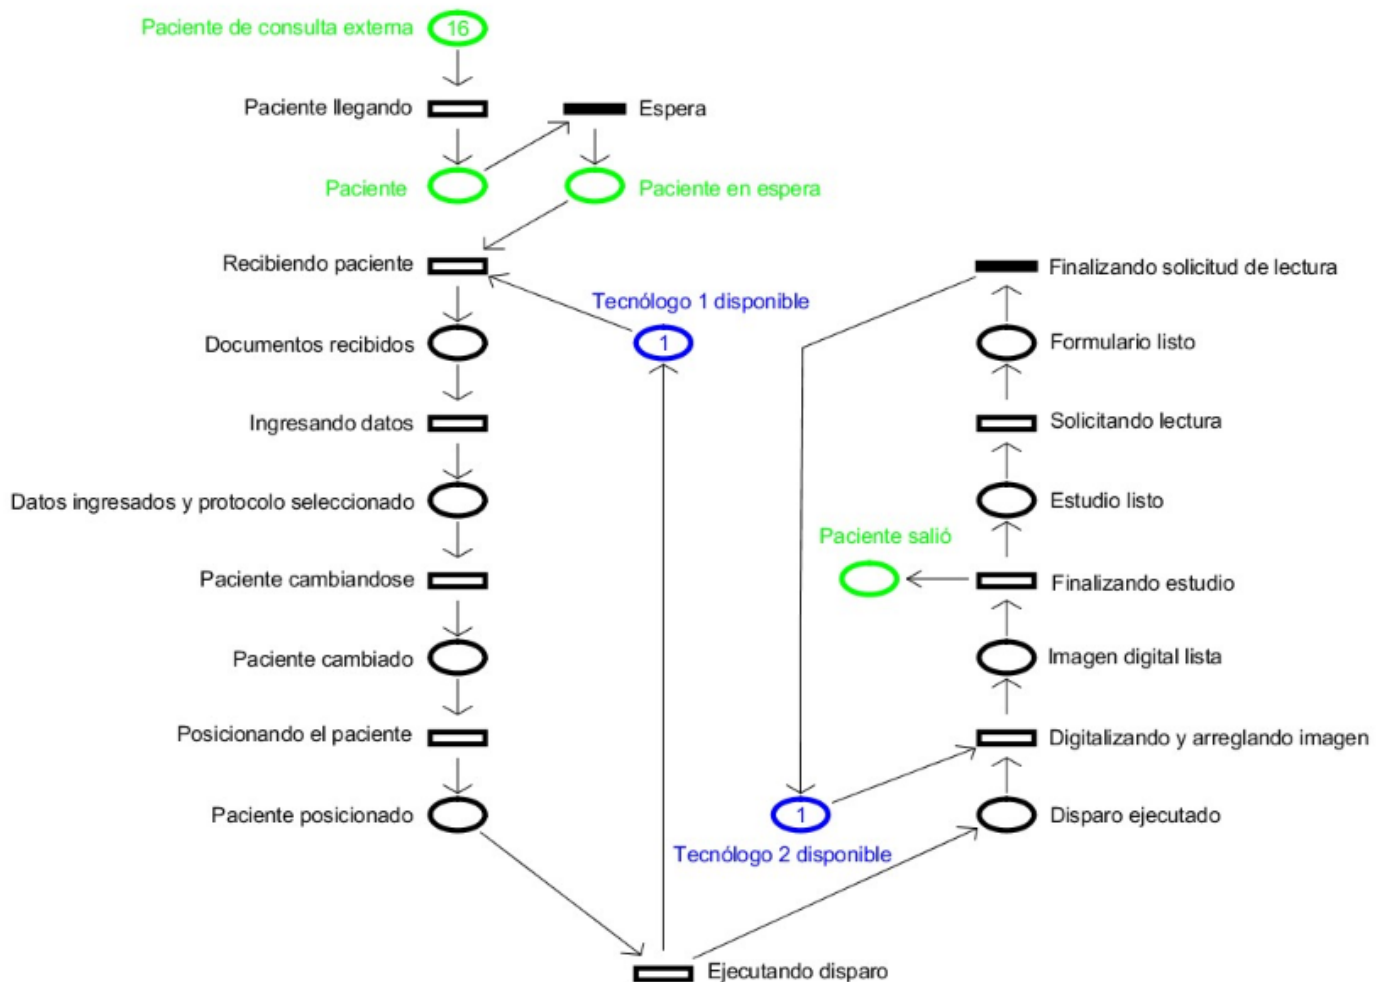 Paciente de consulta externa
16
Paciente llegando
Espera
Paciente
Paciente en espera
Recibiendo paciente
Finalizando solicitud de lectura
Tecnólogo 1 disponible
Documentos recibidos
1
Formulario listo
Ingresando datos
Solicitando lectura
Datos ingresados y protocolo seleccionado
Estudio listo
Paciente salió
Paciente cambiandose
Finalizando estudio
Paciente cambiado
Imagen digital lista
Posicionando el paciente
Digitalizando y arreglando imagen
Paciente posicionado
1
Disparo ejecutado
Tecnólogo 2 disponible
Ejecutando disparo